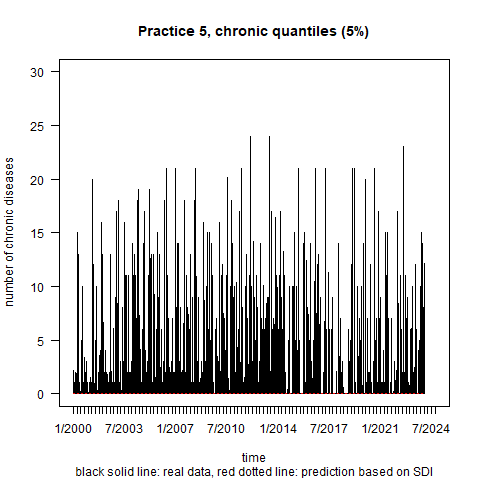 Practice 5, chronic quantiles (5%)
number of chronic diseases
30
25
20
15
10
5
0
1/2000 7/2003 1/2007 7/2010 1/2014 7/2017 1/2021 7/2024
time
black solid line: real data, red dotted line: prediction based on SDI